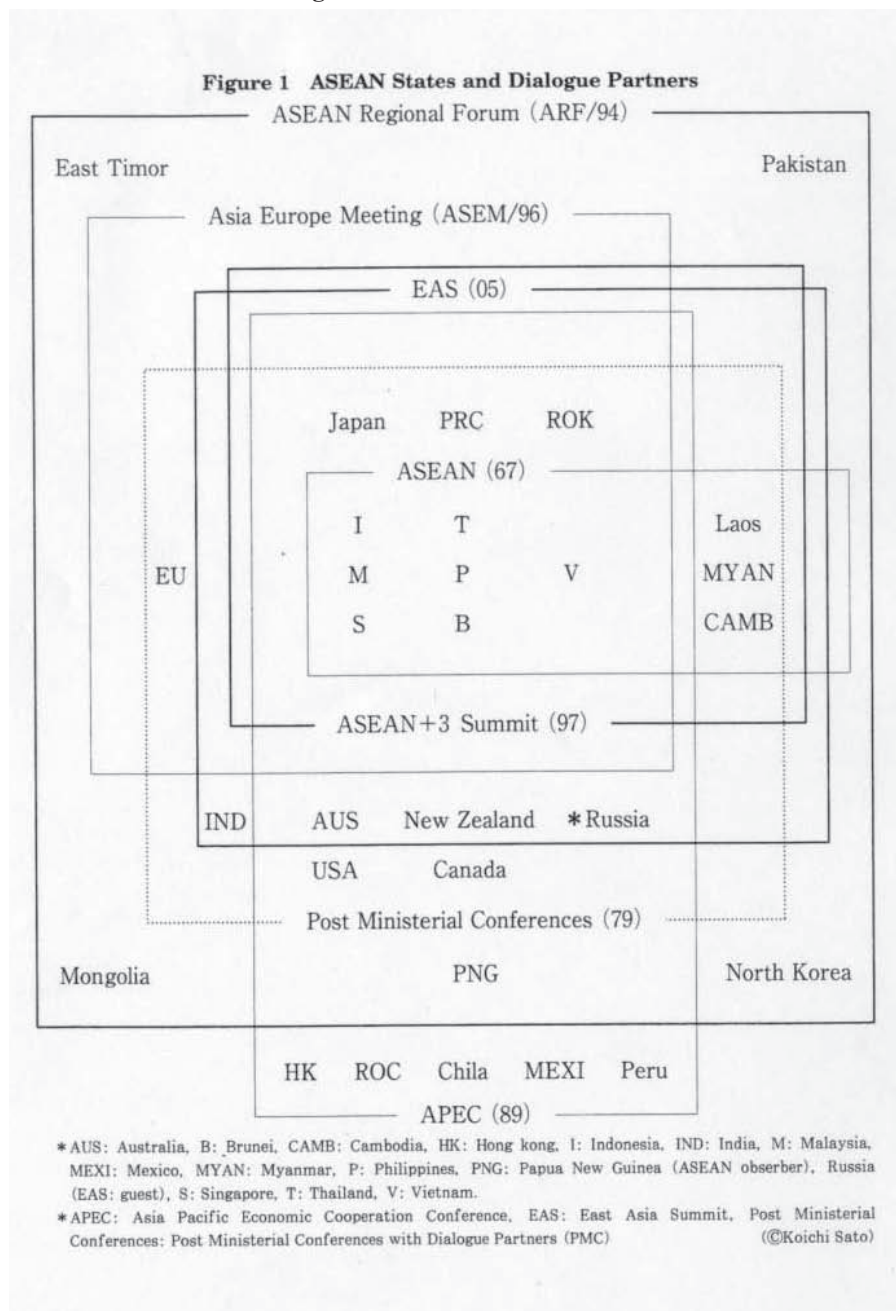 Figure 1 ASEAN States and Dialogue Partners
ASEAN Regional Forum (ARF/94)
East Timor Pakistan
Asia Europe Meeting (ASEM/96)
EAS (05)
Japan PRC ROK
ASEAN (67)
I T Laos
EU M P V MYAN
S B CAMB
ASEAN+3 Summit (97)
IND AUS New Zealand *Russia
USA Canada
Post Ministerial Conferences (79)
Mongolia PNG North Korea
HK ROC Chila MEXI Peru
APEC (89)
*AUS: Australia, B: Brunei, CAMB: Cambodia, HK: Hong kong, I: Indonesia, IND: India, M: Malaysia,
MEXI: Mexico, MYAN: Myanmar, P: Philippines, PNG: Papua New Guinea (ASEAN obserber), Russia
(EAS: guest), S: Singapore, T: Thailand, V: Vietnam.
*APEC: Asia Pacific Economic Cooperation Conference, EAS: East Asia Summit, Post Ministerial
Conferences: Post Ministerial Conferences with Dialogue Partners (PMC) (©Koichi Sato)